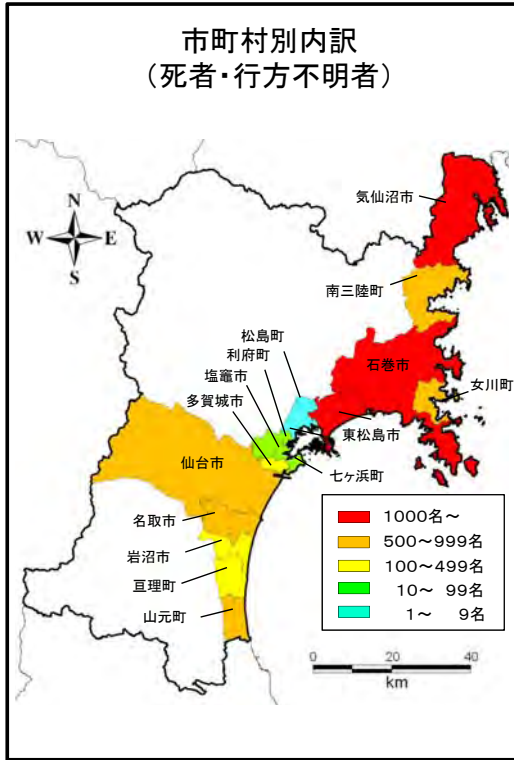 市町村別内訳
（死者・行方不明者）
N
W E
S
気仙沼市
南三陸町
松島町
利府町
石巻市
塩竈市
女川町
多賀城市
東松島市
仙台市
七ヶ浜町
名取市
岩沼市
亘理町
山元町
1000名～
500～999名
100～499名
10～ 99名
1～ 9名
0 20 40
km